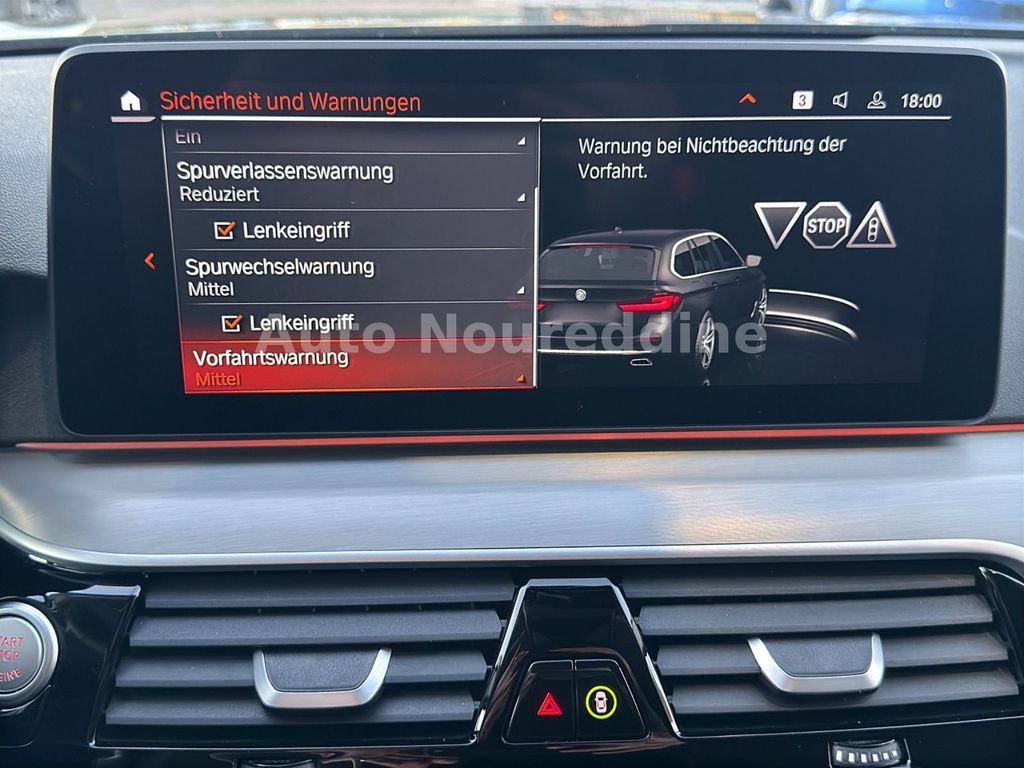 Sicherheit und Warnungen
3
18:00
Ein
Spurverlassenswarnung
Reduziert
Lenkeingriff
Spurwechselwarnung
Mittel
Lenkeingriff
Vorfahrtswarnung
Mittel
Warnung bei Nichtbeachtung der
Vorfahrt.
STOP
Auto Noureddine
START
STOP